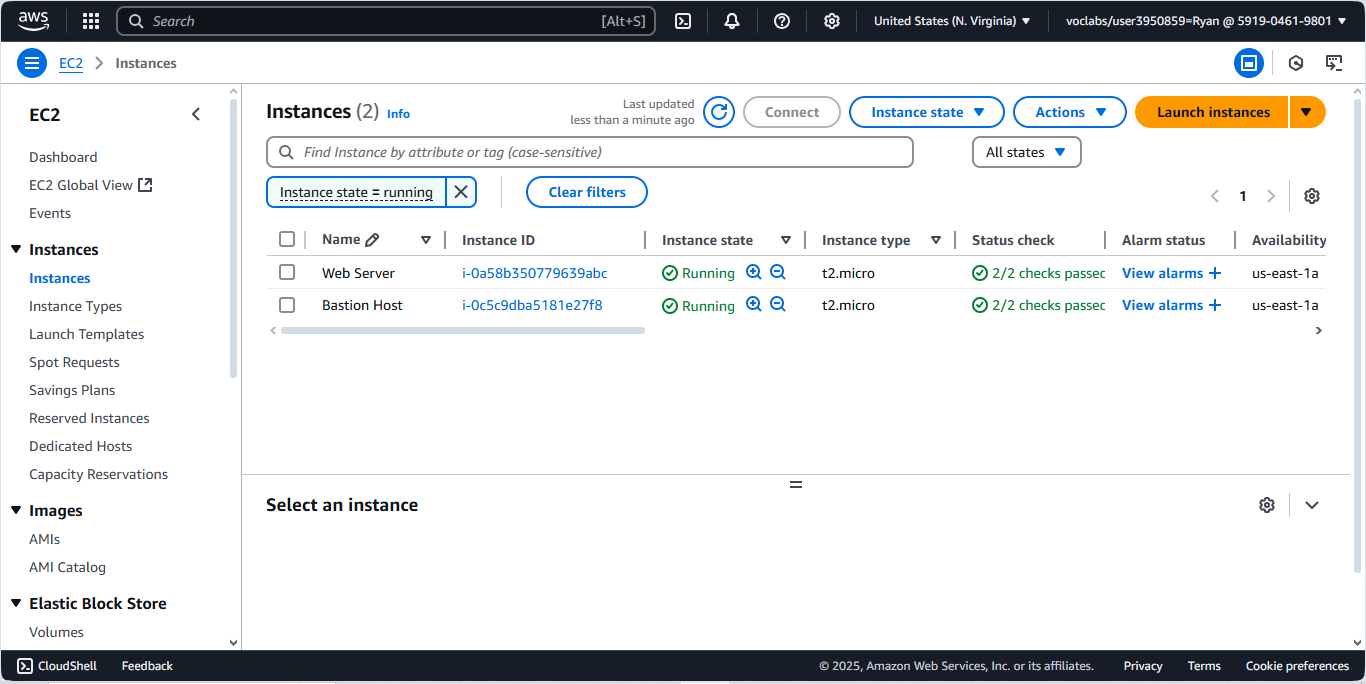 aws
Search [Alt+S] United States (N. Virginia) voclabs/user3950859=Ryan @ 5919-0461-9801
EC2 Instances
EC2
Dashboard
EC2 Global View
Events
Instances
Instances
Instance Types
Launch Templates
Spot Requests
Savings Plans
Reserved Instances
Dedicated Hosts
Capacity Reservations
Images
AMIs
AMI Catalog
Elastic Block Store
Volumes
Instances (2) Info
Last updated
less than a minute ago
Connect Instance state Actions Launch instances
Find Instance by attribute or tag (case-sensitive) All states
Instance state = running Clear filters 1
Name Instance ID Instance state Instance type Status check Alarm status Availability
Web Server i-0a58b350779639abc Running t2.micro 2/2 checks passec View alarms + us-east-1a
Bastion Host i-0c5c9dba5181e27f8 Running t2.micro 2/2 checks passec View alarms + us-east-1a
Select an instance
CloudShell Feedback © 2025, Amazon Web Services, Inc. or its affiliates. Privacy Terms Cookie preferences